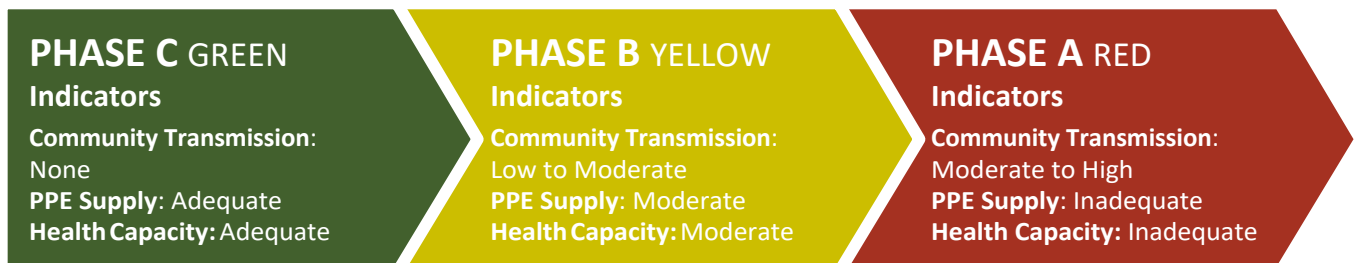 PHASE C GREEN
Indicators
Community Transmission:
None
PPE Supply: Adequate
Health Capacity: Adequate
PHASE B YELLOW
Indicators
Community Transmission:
Low to Moderate
PPE Supply: Moderate
Health Capacity: Moderate
PHASE A RED
Indicators
Community Transmission:
Moderate to High
PPE Supply: Inadequate
Health Capacity: Inadequate